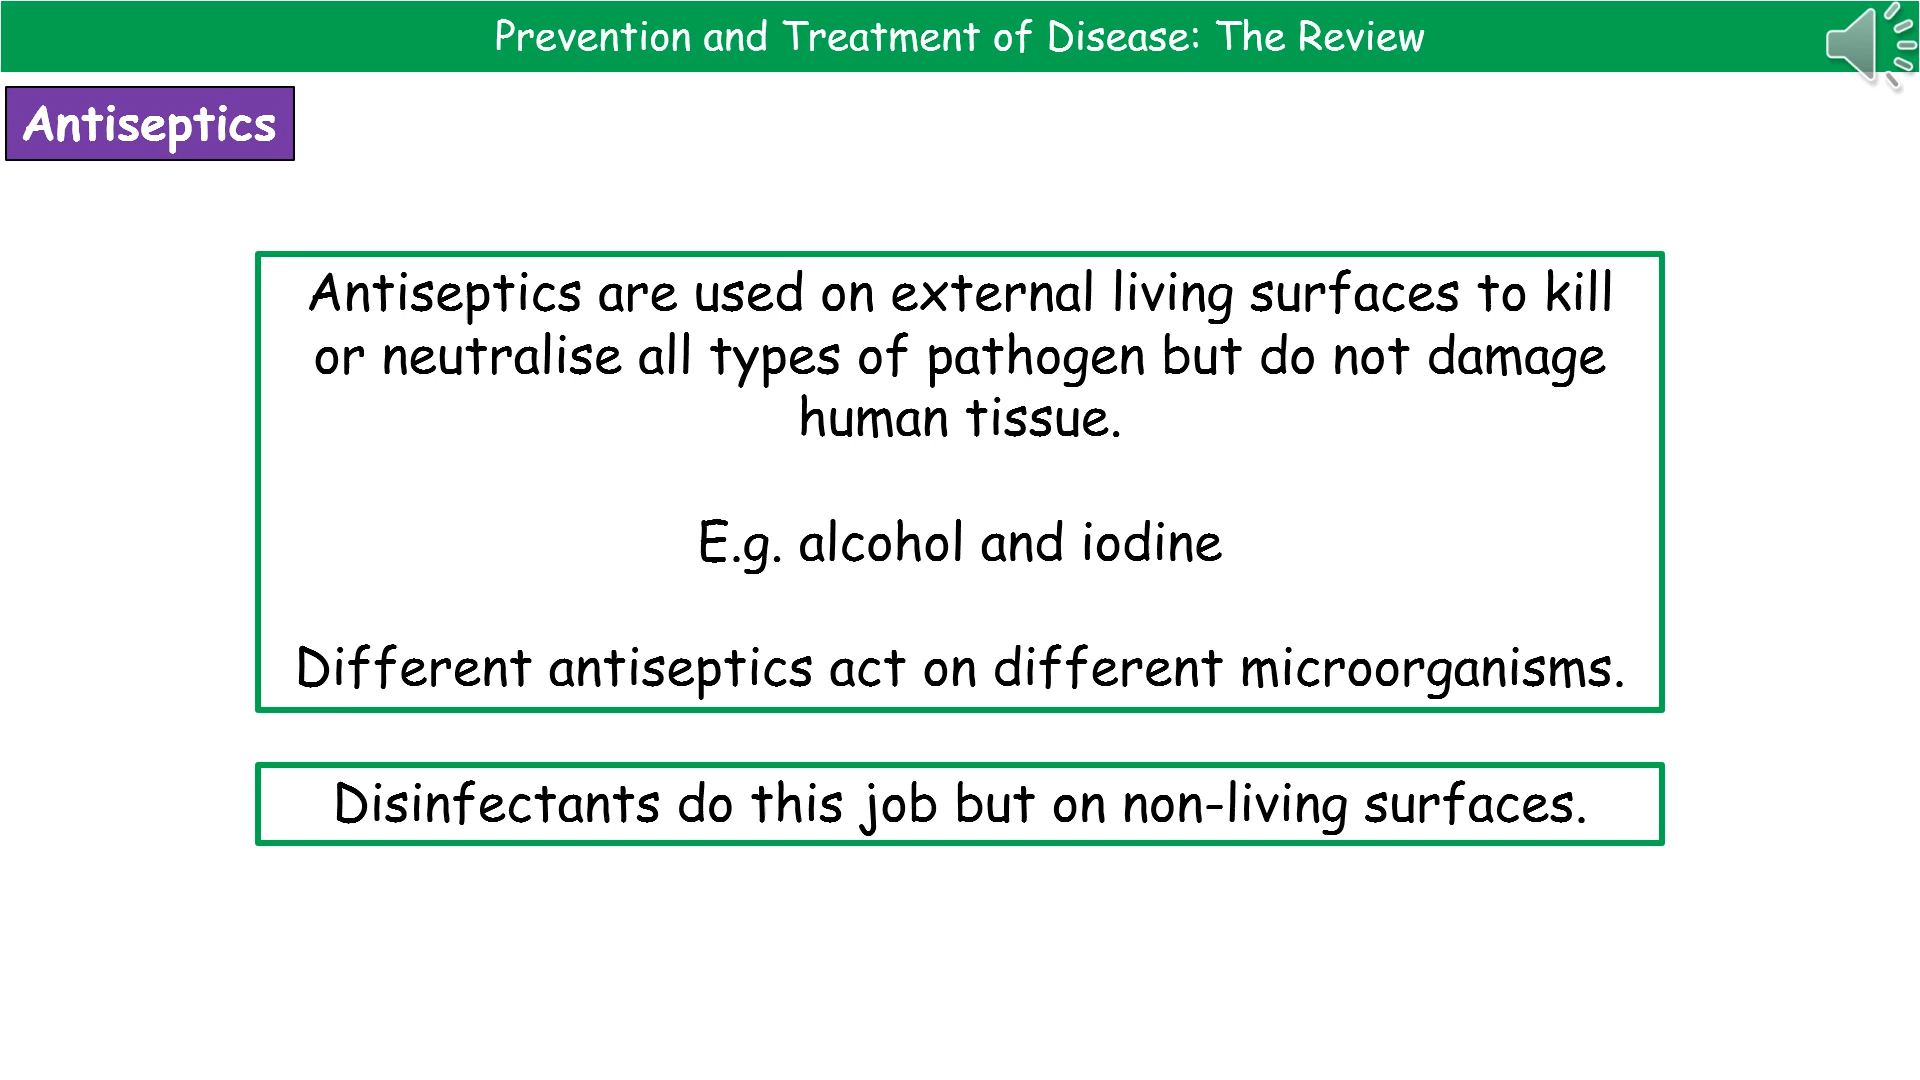 Prevention and Treatment of Disease: The Review
Antiseptics
Antiseptics are used on external living surfaces to kill
or neutralise all types of pathogen but do not damage
human tissue.
E.g. alcohol and iodine
Different antiseptics act on different microorganisms.
Disinfectants do this job but on non-living surfaces.